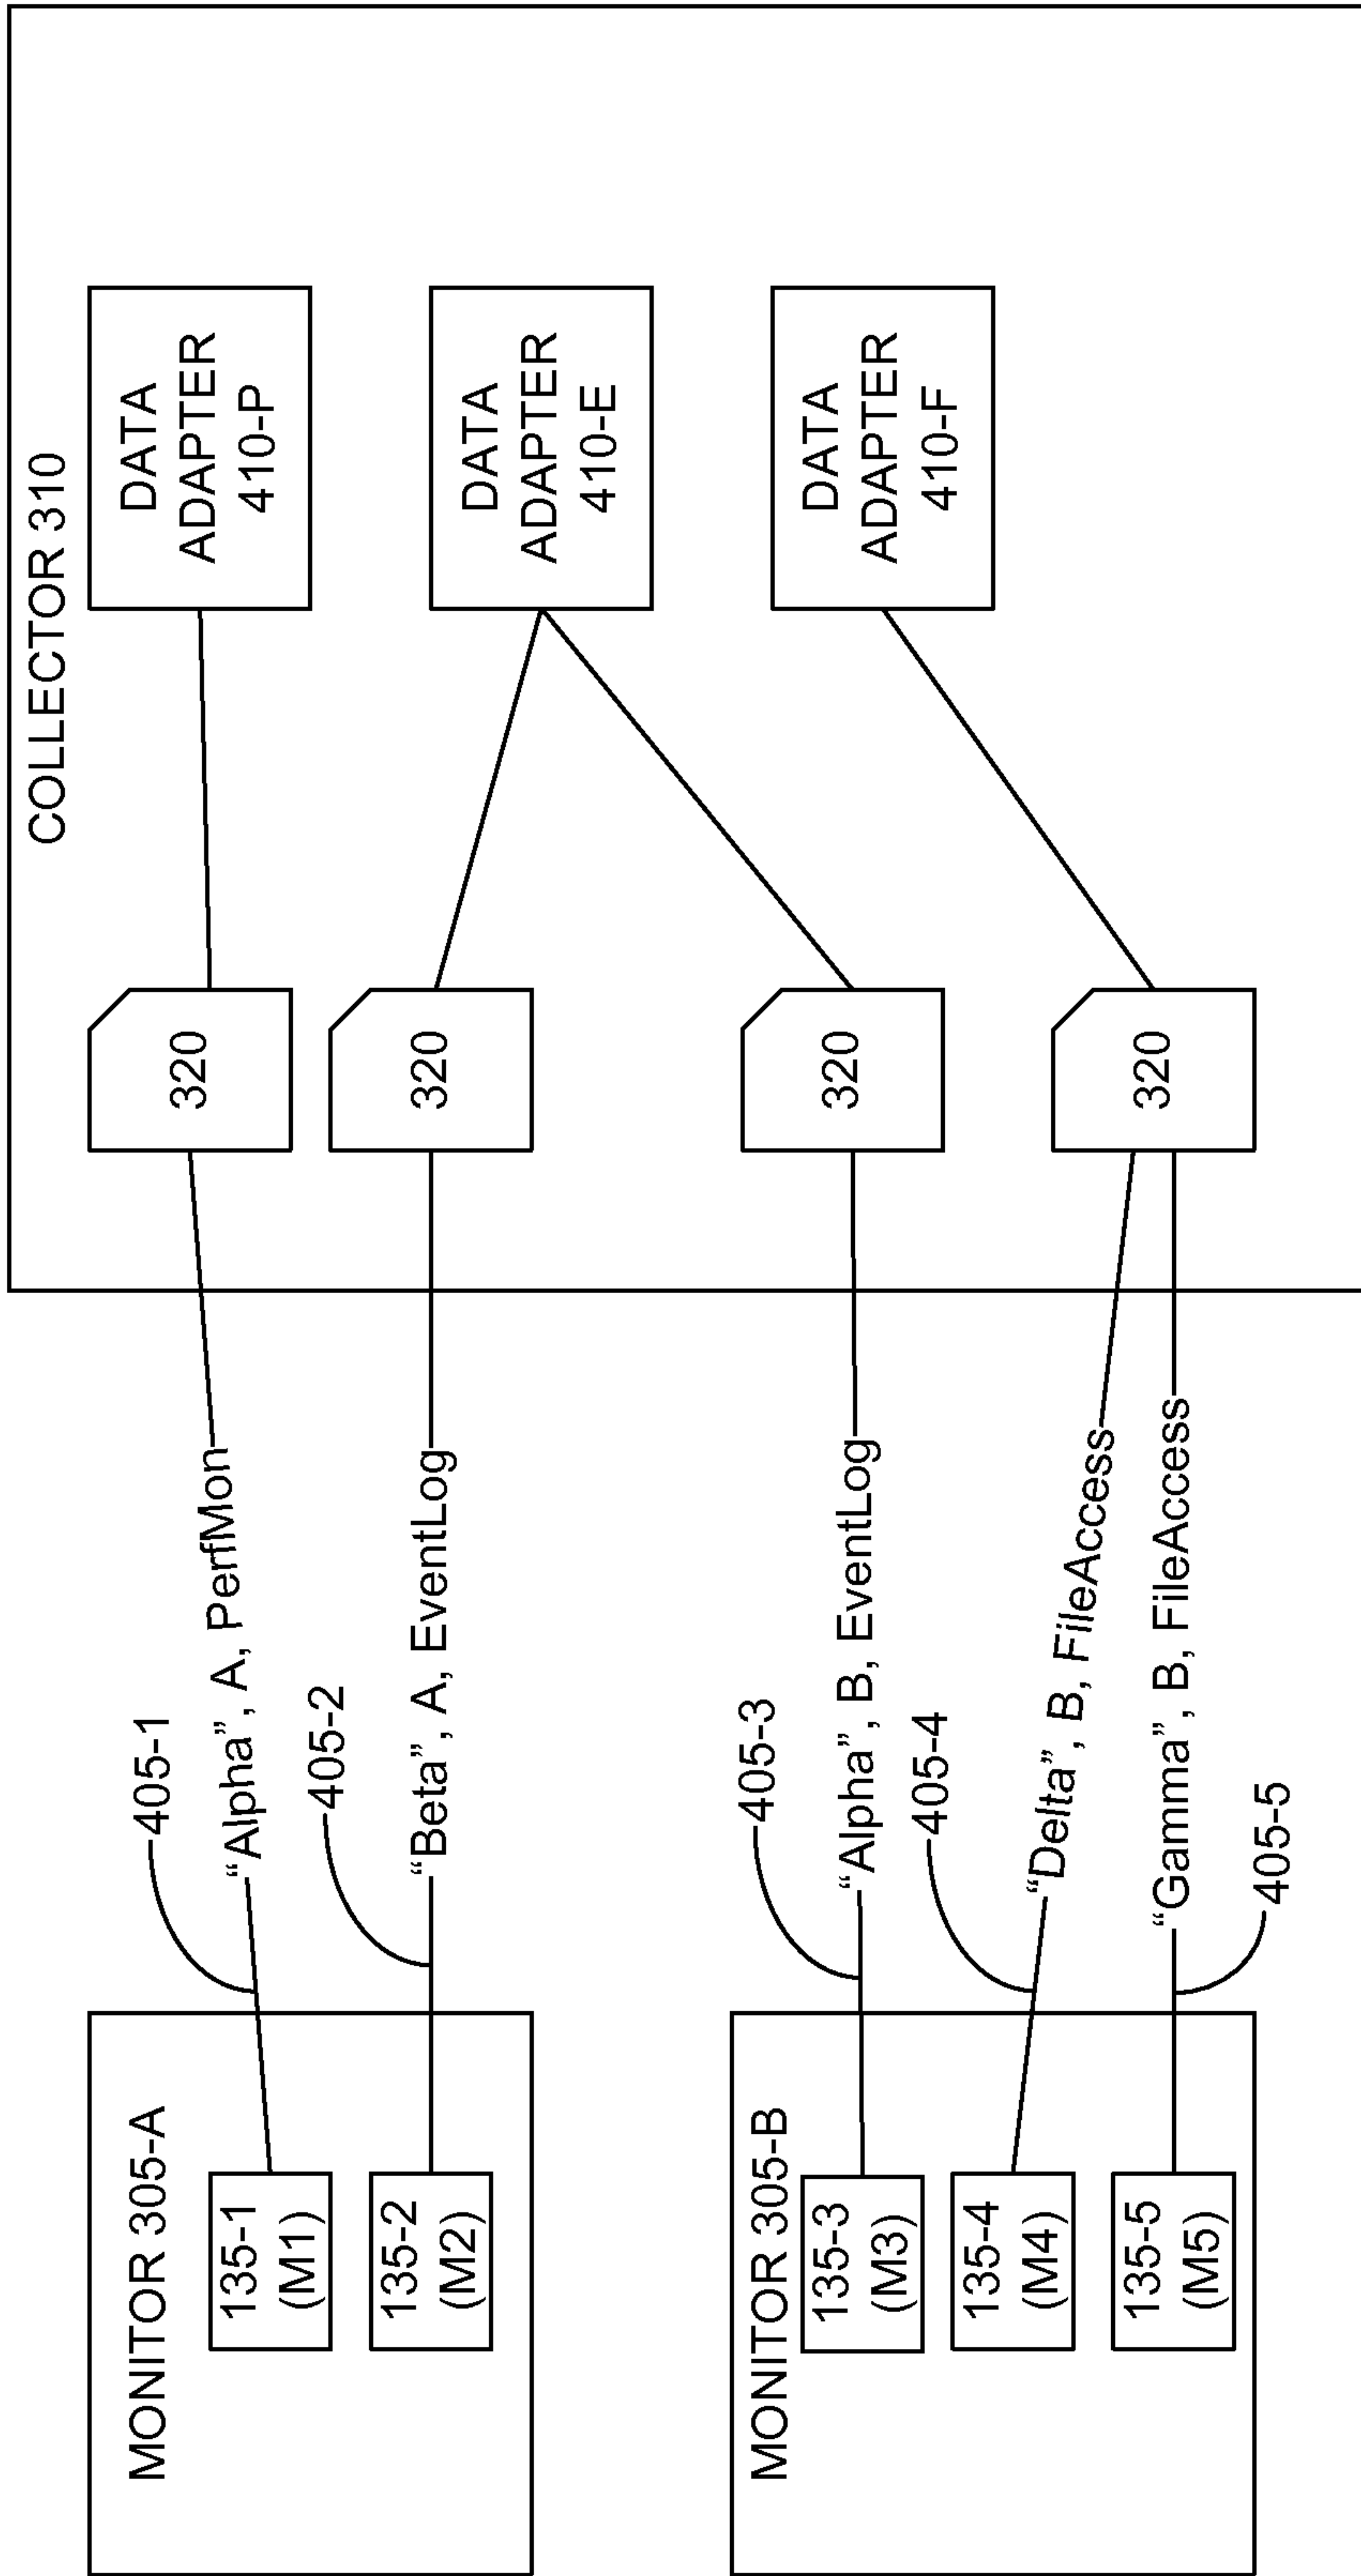 COLLECTOR 310
MONITOR 305-A
135-1
(M1)
135-2
(M2)
405-1
“Alpha”, A, PerfMon
405-2
“Beta”, A, EventLog
320
320
DATA
ADAPTER
410-P
DATA
ADAPTER
410-E
MONITOR 305-B
135-3
(M3)
135-4
(M4)
135-5
(M5)
405-3
“Alpha”, B, EventLog
405-4
“Delta”, B, FileAccess
“Gamma”, B, FileAccess
405-5
320
320
DATA
ADAPTER
410-F